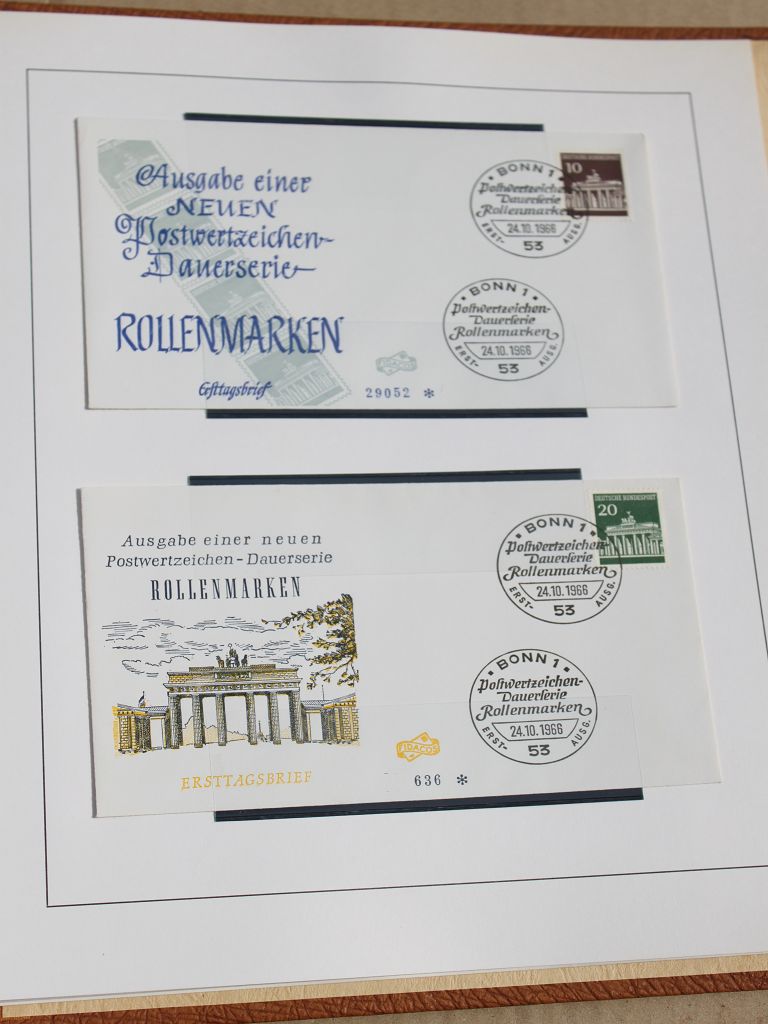 Ausgabe einer
NEUEN
Postwertzeichen-
Dauerserie
ROLLENMARKEN
Ersttagsbrief
FIDACOS
29052 *
10
BONN 1
Postwertzeiche
Dauerserie
Rollenmarken
24.10.1966
ERST- AUSG.
53
BONN 1
Postwertzeichen-
Dauerserie
Rollenmarken
24.10.1966
ERST- AUSG.
53
Ausgabe einer neuen
Postwertzeichen-Dauerserie
ROLLENMARKEN
ERSTTAGSBRIEF
FIDACOS
636 *
DEUTSCHE BUNDESPOST
20
BONN 1
Postwertzeichen
Dauerserie
Rollenmarken
24.10.1966
ERST- AUSG.
53
BONN 1
Postwertzeichen-
Dauerserie
Rollenmarken
24.10.1966
ERST- AUSG.
53